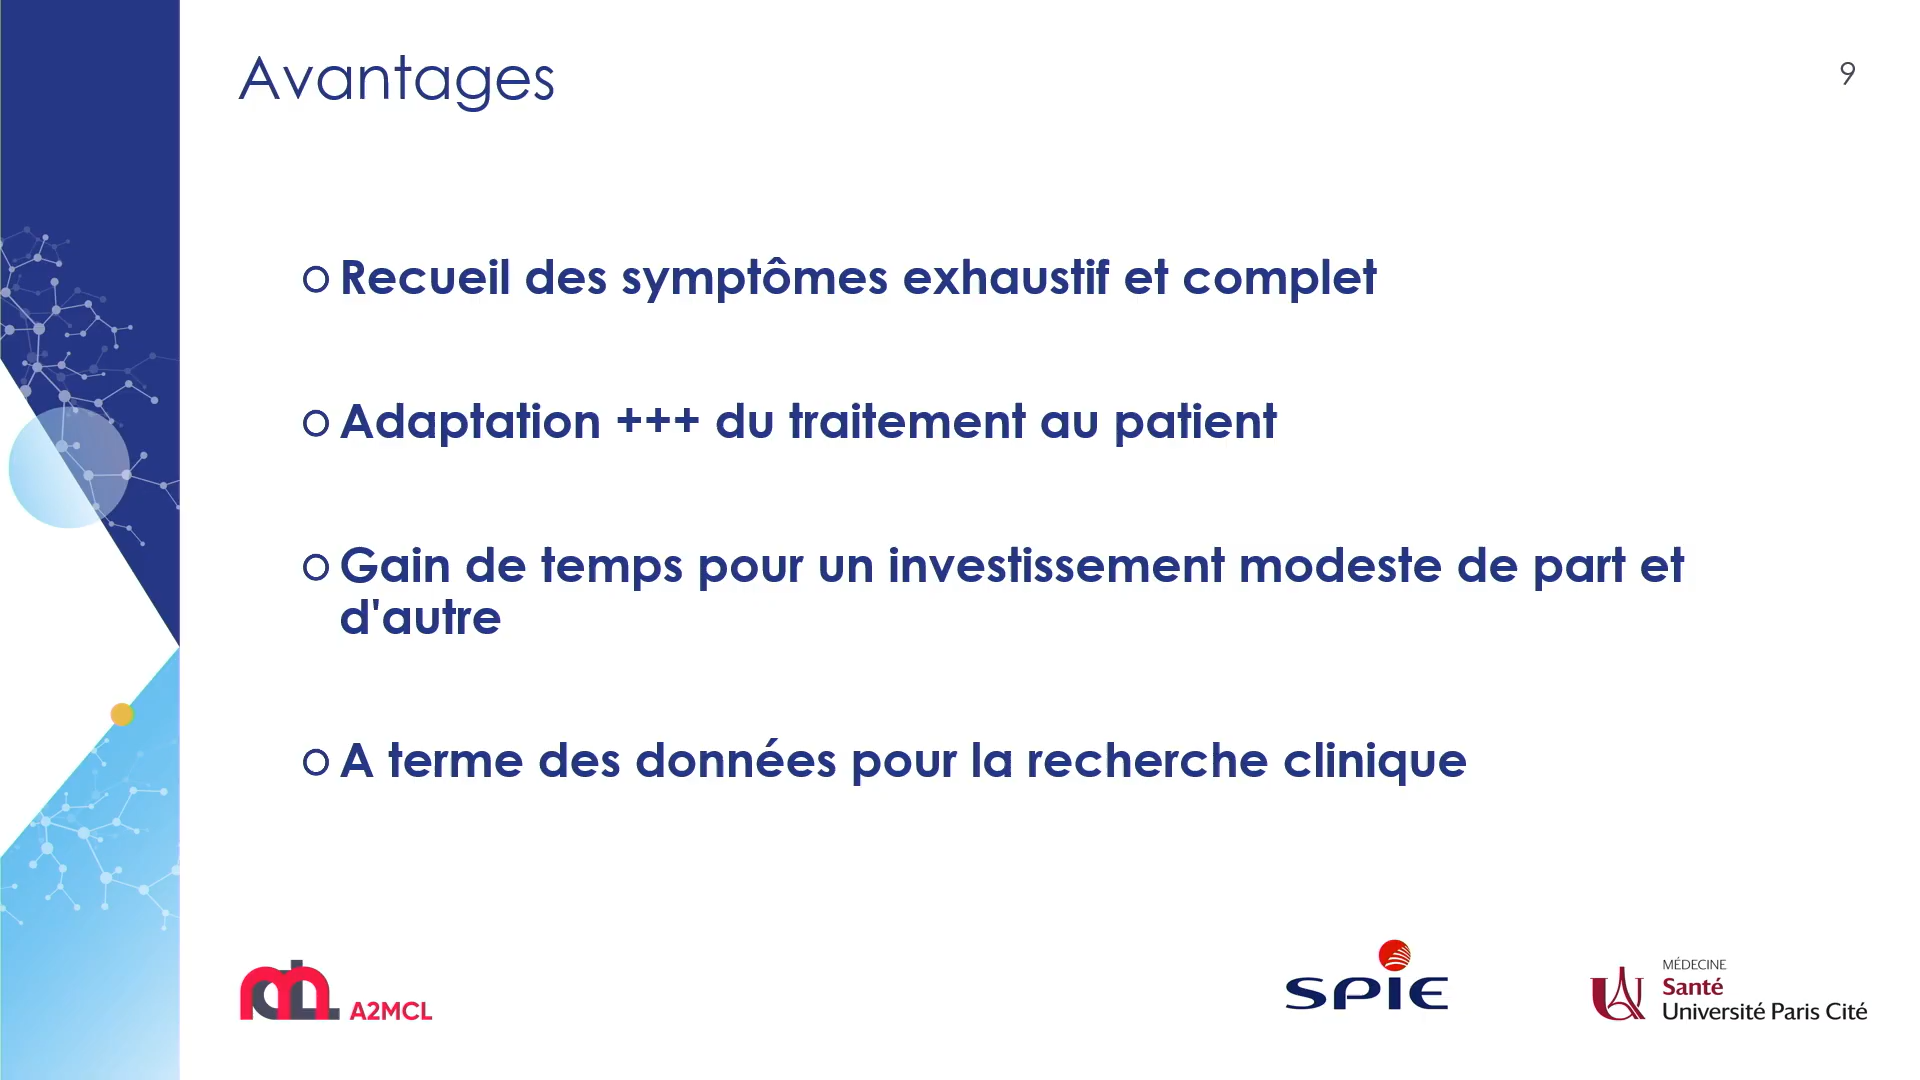 Avantages
9
Recueil des symptômes exhaustif et complet
Adaptation +++ du traitement au patient
Gain de temps pour un investissement modeste de part et
d'autre
A terme des données pour la recherche clinique
A2MCL
SPIE
MÉDECINE
Santé
Université Paris Cité